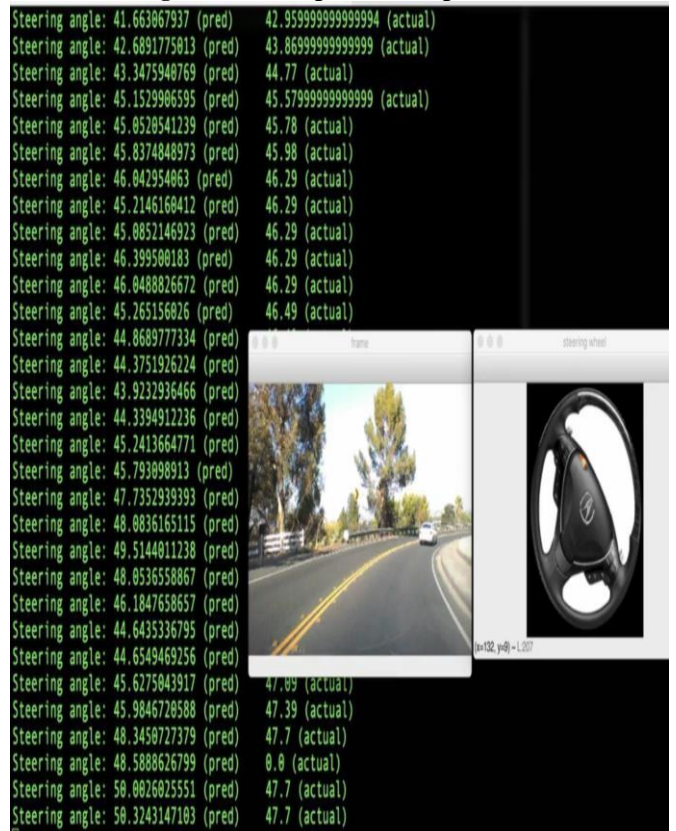 Steering angle: 41.663067937 (pred) 42.959999999999994 (actual)
Steering angle: 42.6891775013 (pred) 43.86999999999999 (actual)
Steering angle: 43.3475940769 (pred) 44.77 (actual)
Steering angle: 45.1529906595 (pred) 45.57999999999999 (actual)
Steering angle: 45.0520541239 (pred) 45.78 (actual)
Steering angle: 45.8374848973 (pred) 45.98 (actual)
Steering angle: 46.042954063 (pred) 46.29 (actual)
Steering angle: 45.2146160412 (pred) 46.29 (actual)
Steering angle: 45.0852146923 (pred) 46.29 (actual)
Steering angle: 46.399500183 (pred) 46.29 (actual)
Steering angle: 46.0488826672 (pred) 46.29 (actual)
Steering angle: 45.265156026 (pred) 46.49 (actual)
Steering angle: 44.8689777334 (pred)
frame
steering wheel
Steering angle: 44.3751926224 (pred)
Steering angle: 43.9232936466 (pred)
Steering angle: 44.3394912236 (pred)
Steering angle: 45.2413664771 (pred)
Steering angle: 45.793098913 (pred)
Steering angle: 47.7352939393 (pred)
Steering angle: 48.0836165115 (pred)
Steering angle: 49.5144011238 (pred)
Steering angle: 48.0536558867 (pred)
Steering angle: 46.1847658657 (pred)
Steering angle: 44.6435336795 (pred)
(x=132, y=9) ~ L:207
Steering angle: 44.6549469256 (pred)
Steering angle: 45.6275043917 (pred) 47.09 (actual)
Steering angle: 45.9846720588 (pred) 47.39 (actual)
Steering angle: 48.3450727379 (pred) 47.7 (actual)
Steering angle: 48.5888626799 (pred) 0.0 (actual)
Steering angle: 50.0026025551 (pred) 47.7 (actual)
Steering angle: 50.3243147103 (pred) 47.7 (actual)